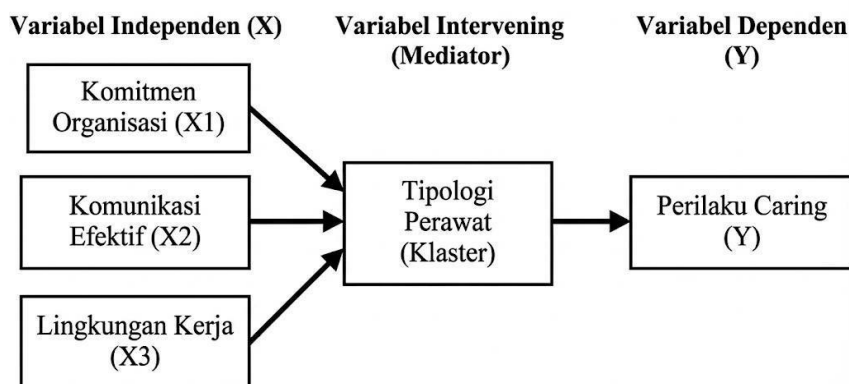 Variabel Independen (X)
Variabel Intervening
(Mediator)
Variabel Dependen
(Y)
Komitmen
Organisasi (X1)
Komunikasi
Efektif (X2)
Lingkungan Kerja
(X3)
Tipologi
Perawat
(Klaster)
Perilaku Caring
(Y)